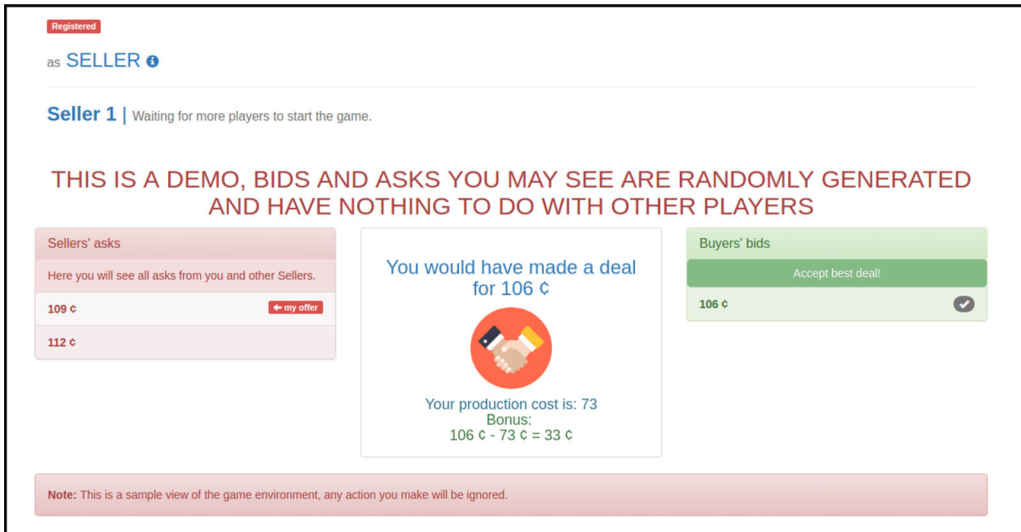 Registered
as SELLER
Seller 1 | Waiting for more players to start the game.
THIS IS A DEMO, BIDS AND ASKS YOU MAY SEE ARE RANDOMLY GENERATED
AND HAVE NOTHING TO DO WITH OTHER PLAYERS
Sellers' asks
Here you will see all asks from you and other Sellers.
109 ¢
my offer
112 ¢
You would have made a deal
for 106 ¢
Your production cost is: 73
Bonus:
106 ¢ - 73 ¢ = 33 ¢
Buyers' bids
Accept best deal!
106 ¢
Note: This is a sample view of the game environment, any action you make will be ignored.